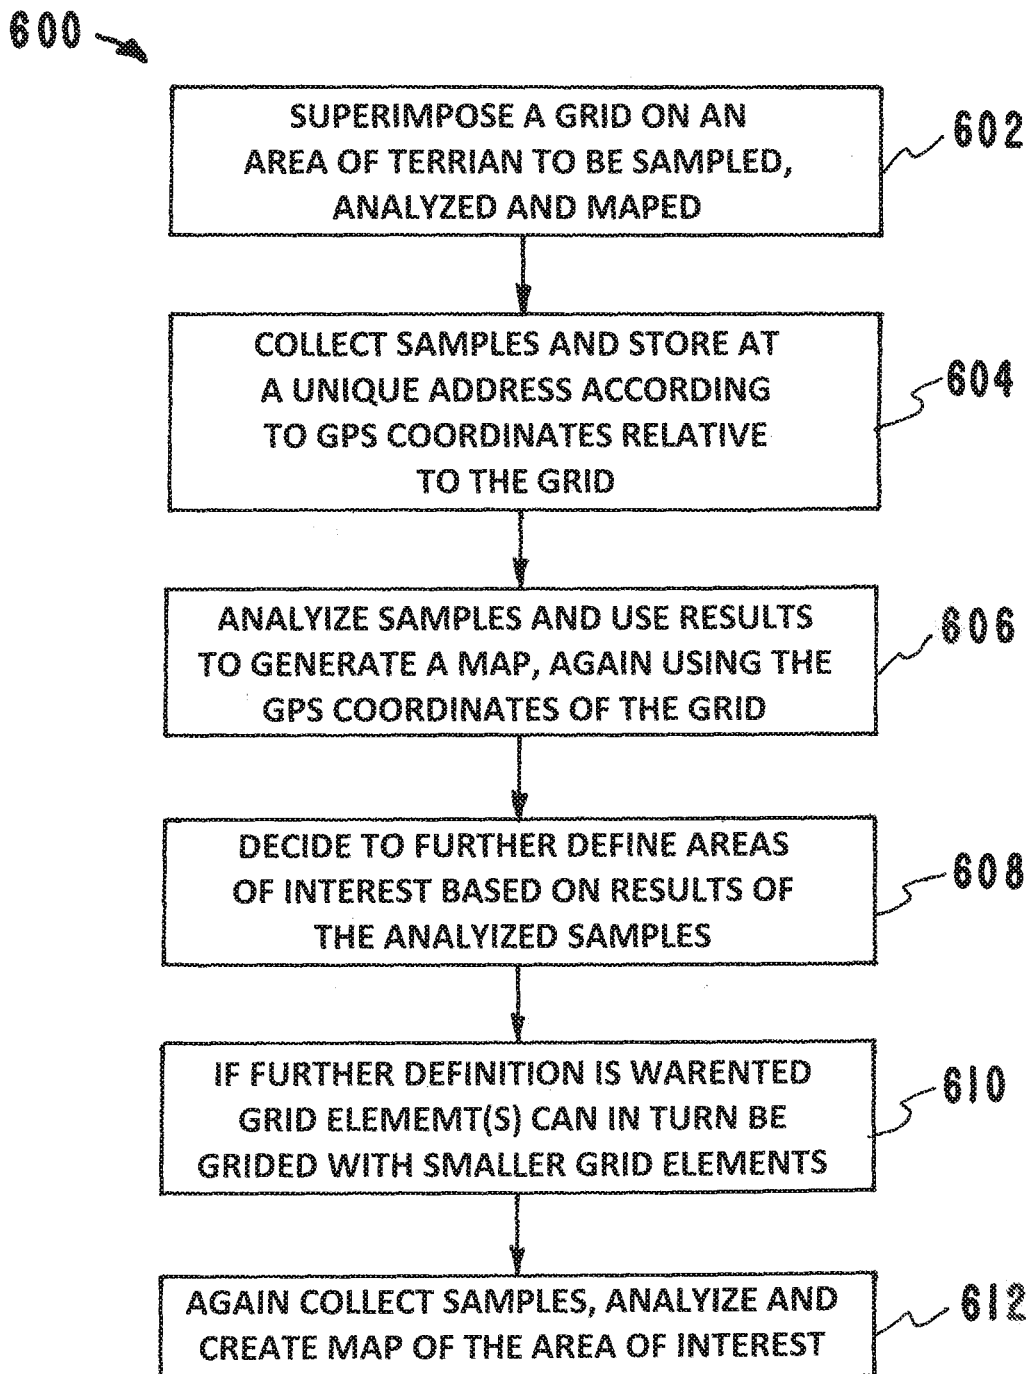 600
SUPERIMPOSE A GRID ON AN
AREA OF TERRIAN TO BE SAMPLED,
ANALYZED AND MAPED
602
COLLECT SAMPLES AND STORE AT
A UNIQUE ADDRESS ACCORDING
TO GPS COORDINATES RELATIVE
TO THE GRID
604
ANALYIZE SAMPLES AND USE RESULTS
TO GENERATE A MAP, AGAIN USING THE
GPS COORDINATES OF THE GRID
606
DECIDE TO FURTHER DEFINE AREAS
OF INTEREST BASED ON RESULTS OF
THE ANALYIZED SAMPLES
608
IF FURTHER DEFINITION IS WARENTED
GRID ELEMEMT(S) CAN IN TURN BE
GRIDED WITH SMALLER GRID ELEMENTS
610
AGAIN COLLECT SAMPLES, ANALYIZE AND
CREATE MAP OF THE AREA OF INTEREST
612